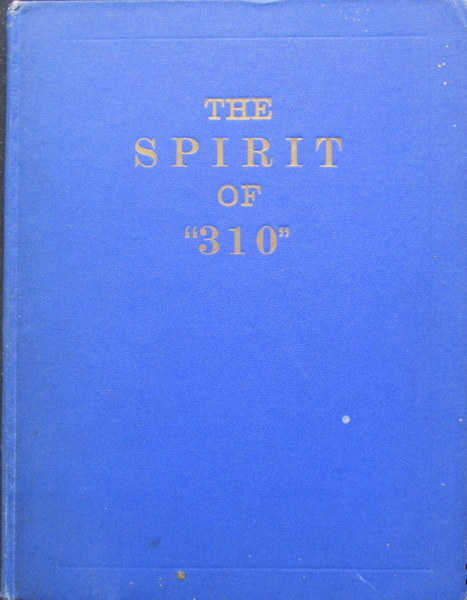 THE
SPIRIT
OF
“310”